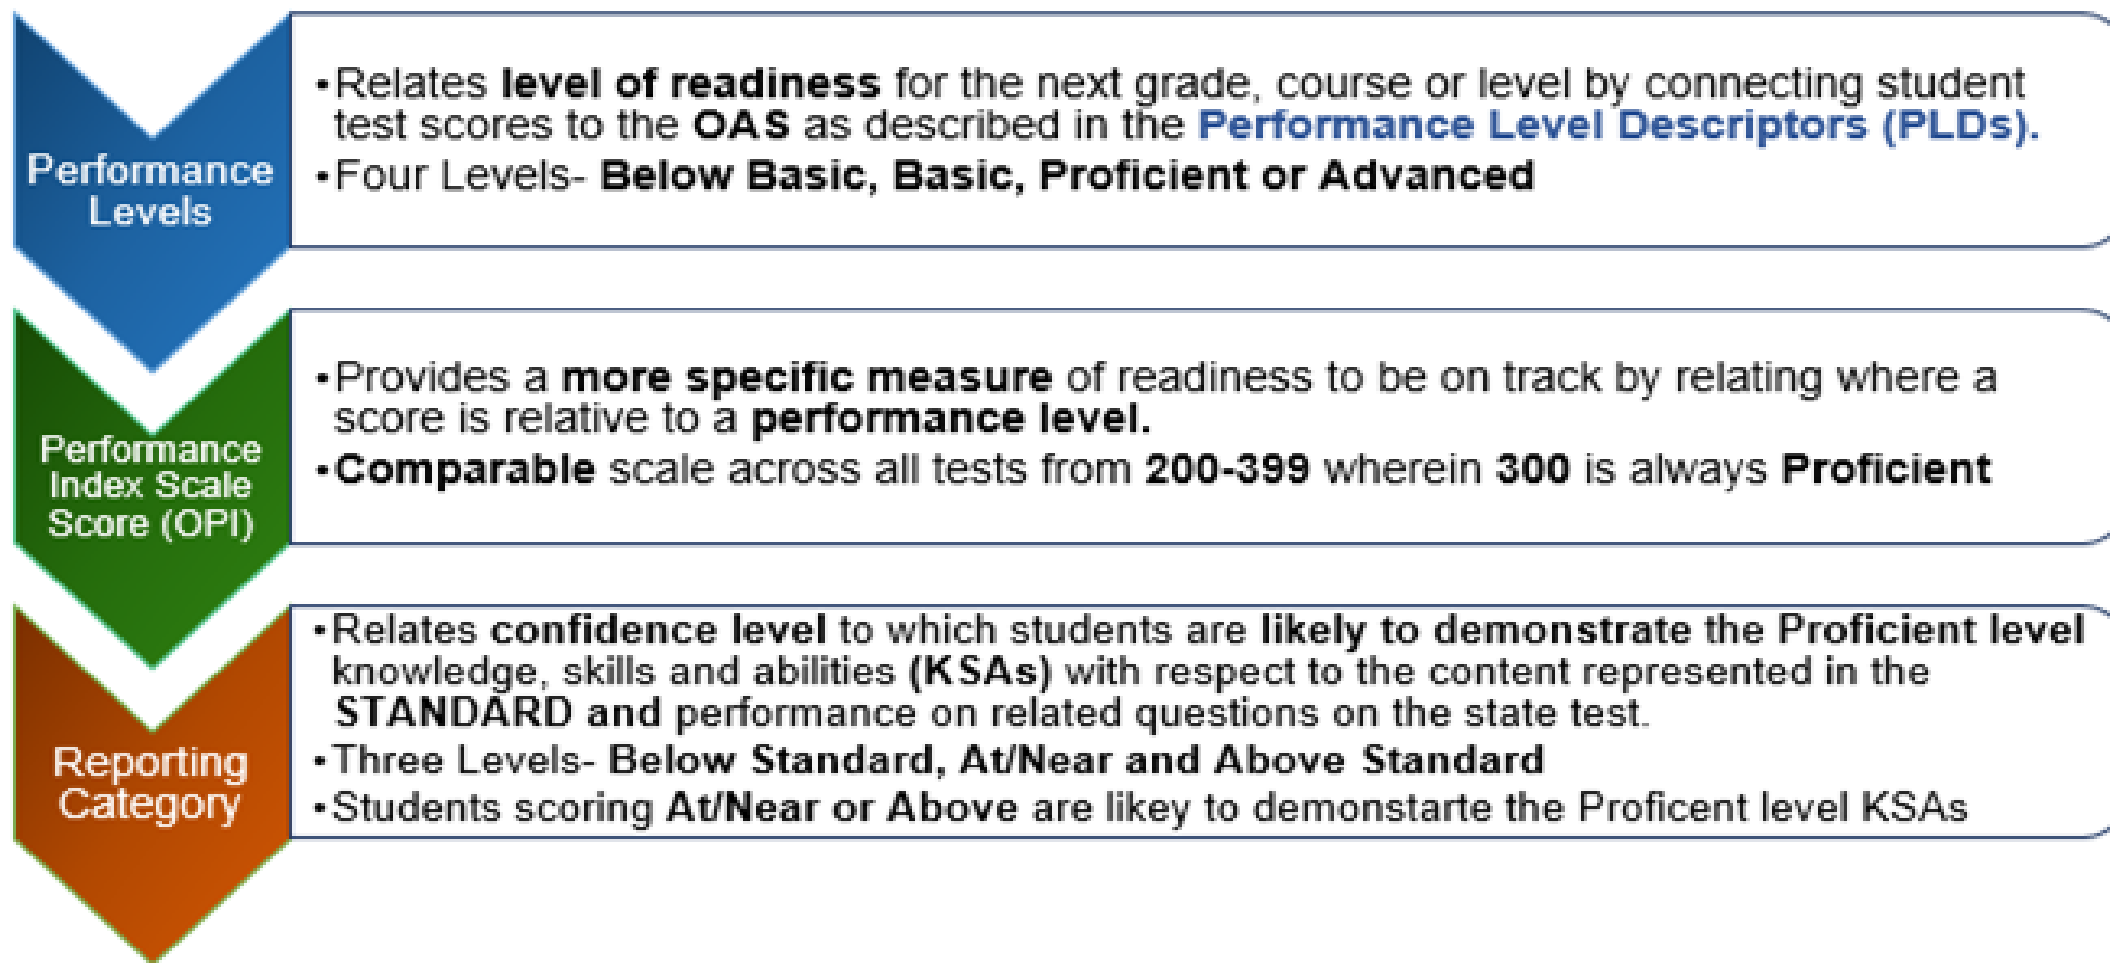 Performance
Levels
•Relates level of readiness for the next grade, course or level by connecting student
test scores to the OAS as described in the Performance Level Descriptors (PLDs).
•Four Levels- Below Basic, Basic, Proficient or Advanced
Performance
Index Scale
Score (OPI)
•Provides a more specific measure of readiness to be on track by relating where a
score is relative to a performance level.
•Comparable scale across all tests from 200-399 wherein 300 is always Proficient
Reporting
Category
•Relates confidence level to which students are likely to demonstrate the Proficient level
knowledge, skills and abilities (KSAs) with respect to the content represented in the
STANDARD and performance on related questions on the state test.
•Three Levels- Below Standard, At/Near and Above Standard
•Students scoring At/Near or Above are likey to demonstarte the Proficent level KSAs